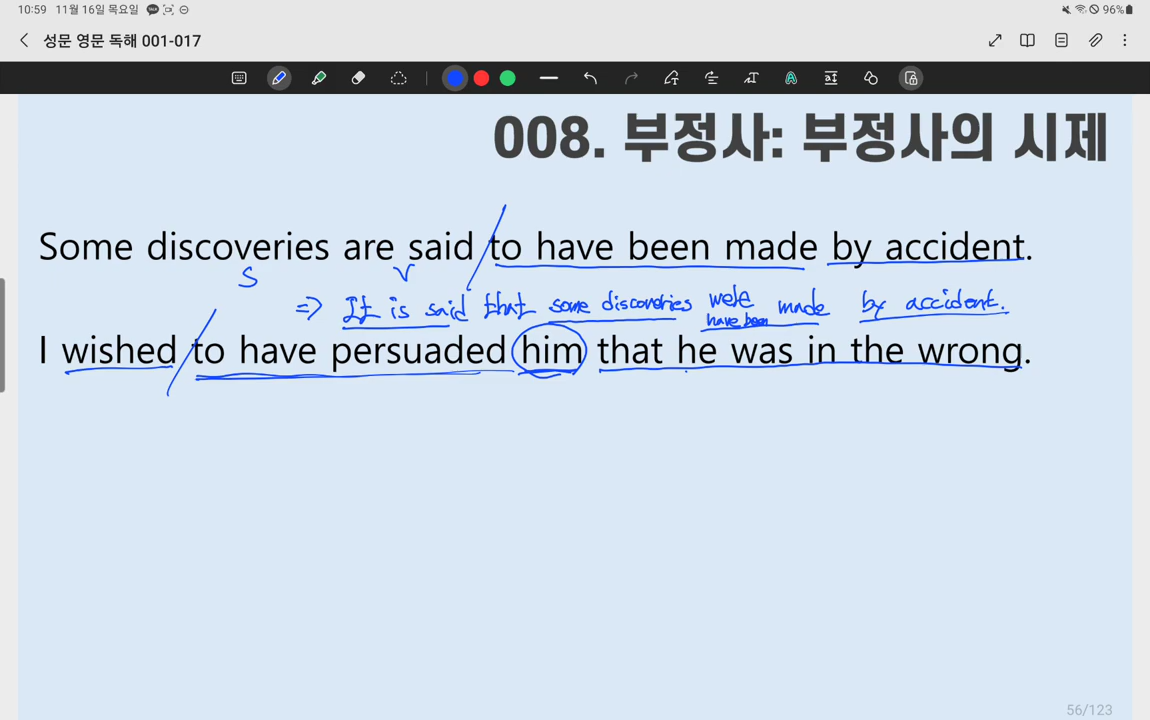 10:59 11월 16일 목요일 96%
성문 영문 독해 001-017
008. 부정사: 부정사의 시제
Some discoveries are said to have been made by accident.
S V
=> It is said that some discoveries were made by accident.
have been
I wished to have persuaded him that he was in the wrong.
56/123